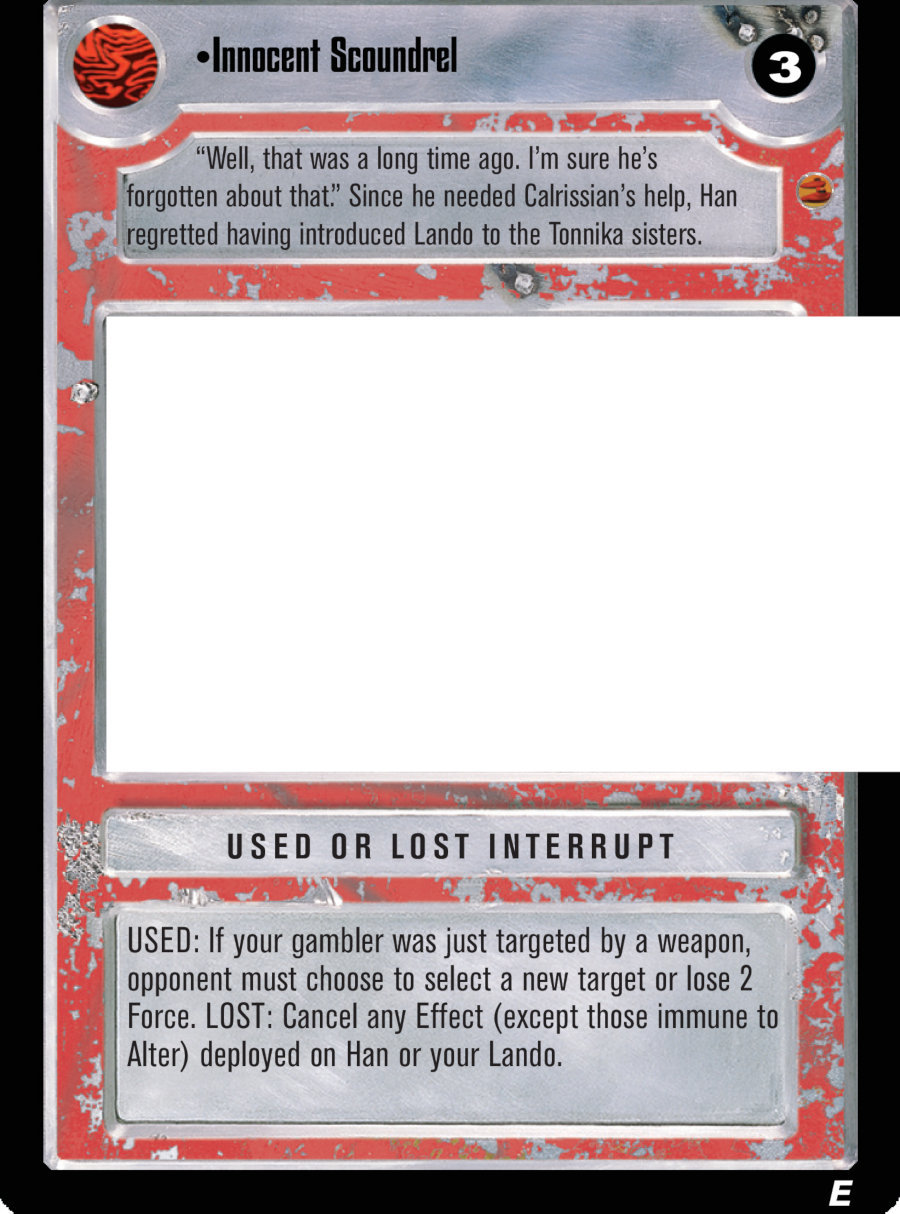 •Innocent Scoundrel
3
“Well, that was a long time ago. I’m sure he’s
forgotten about that.” Since he needed Calrissian’s help, Han
regretted having introduced Lando to the Tonnika sisters.
USED OR LOST INTERRUPT
USED: If your gambler was just targeted by a weapon,
opponent must choose to select a new target or lose 2
Force. LOST: Cancel any Effect (except those immune to
Alter) deployed on Han or your Lando.
E